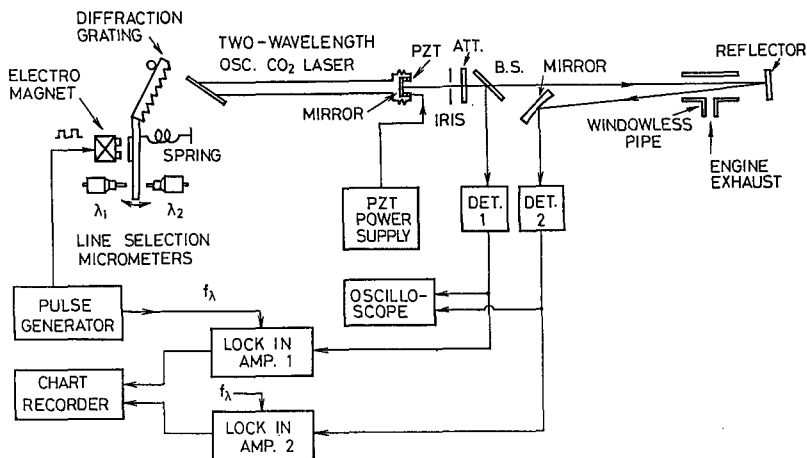 DIFFRACTION
GRATING
TWO-WAVELENGTH
OSC. CO₂ LASER
PZT
ATT.
B.S.
MIRROR
REFLECTOR
ELECTRO
MAGNET
MIRROR
IRIS
WINDOWLESS
PIPE
ENGINE
EXHAUST
SPRING
λ₁
λ₂
LINE SELECTION
MICROMETERS
PZT
POWER
SUPPLY
DET.
1
DET.
2
PULSE
GENERATOR
fλ
OSCILLO-
SCOPE
LOCK IN
AMP. 1
CHART
RECORDER
fλ
LOCK IN
AMP. 2